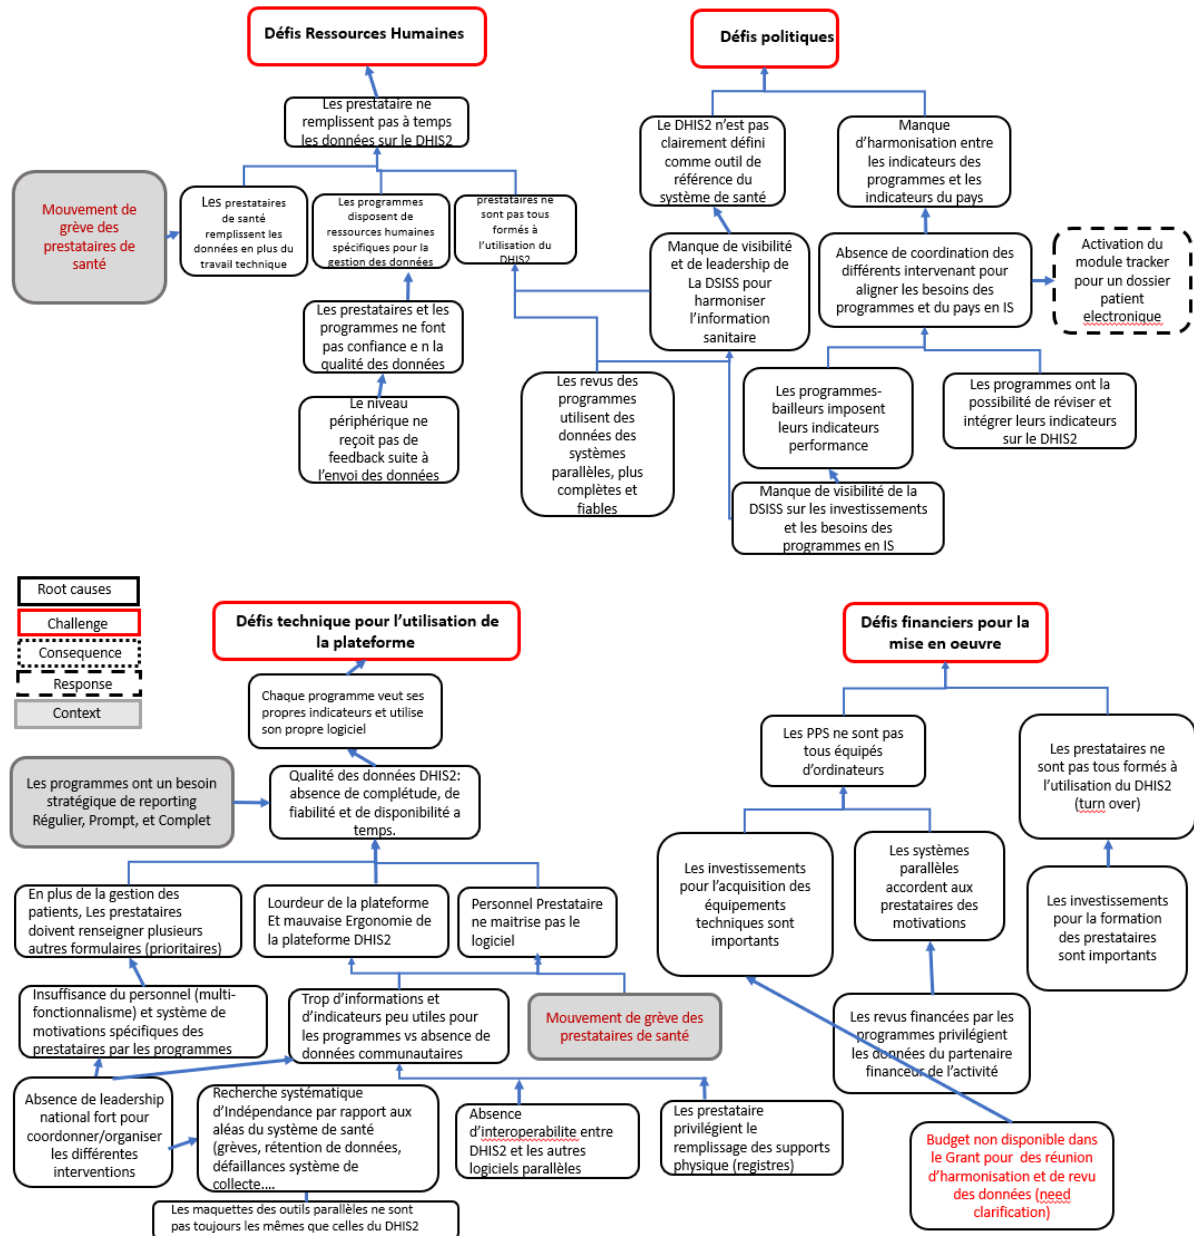 Défis Ressources Humaines
Défis politiques
Les prestataire ne
remplissent pas à temps
les données sur le DHIS2
Le DHIS2 n'est pas
clairement défini
comme outil de
référence du
système de santé
Manque
d'harmonisation entre
les indicateurs des
programmes et les
indicateurs du pays
Mouvement de
grève des
prestataires de
santé
Les prestataires
de santé
remplissent les
données en plus du
travail technique
Les programmes
disposent de
ressources humaines
spécifiques pour la
gestion des données
prestataires ne
sont pas tous
formés à
l'utilisation du
DHIS2
Manque de visibilité
et de leadership de
La DSISS pour
harmoniser
l'information
sanitaire
Absence de coordination des
différents intervenant pour
aligner les besoins des
programmes et du pays en IS
Activation du
module tracker
pour un dossier
patient
electronique
Les prestataires et les
programmes ne font
pas confiance e n la
qualité des données
Le niveau
périphérique ne
reçoit pas de
feedback suite à
l'envoi des données
Les revus des
programmes
utilisent des
données des
systèmes
parallèles, plus
complètes et
fiables
Les programmes-
bailleurs imposent
leurs indicateurs
performance
Les programmes ont la
possibilité de réviser et
intégrer leurs indicateurs
sur le DHIS2
Manque de visibilité de la
DSISS sur les investissements
et les besoins des
programmes en IS
Root causes
Challenge
Consequence
Response
Context
Défis technique pour l'utilisation de
la plateforme
Défis financiers pour la
mise en oeuvre
Chaque programme veut ses
propres indicateurs et utilise
son propre logiciel
Les programmes ont un besoin
stratégique de reporting
Régulier, Prompt, et Complet
Qualité des données DHIS2:
absence de complétude, de
fiabilité et de disponibilité a
temps.
Les PPS ne sont pas
tous équipés
d'ordinateurs
Les prestataires ne
sont pas tous formés à
l'utilisation du DHIS2
(turn over)
En plus de la gestion des
patients, Les prestataires
doivent renseigner plusieurs
autres formulaires (prioritaires)
Lourdeur de la plateforme
Et mauvaise Ergonomie de
la plateforme DHIS2
Personnel Prestataire
ne maitrise pas le
logiciel
Les investissements
pour l'acquisition des
équipements
techniques sont
importants
Les systèmes
parallèles
accordent aux
prestataires des
motivations
Les investissements
pour la formation
des prestataires
sont importants
Insuffisance du personnel (multi-
fonctionnalisme) et système de
motivations spécifiques des
prestataires par les programmes
Trop d'informations et
d'indicateurs peu utiles pour
les programmes vs absence de
données communautaires
Mouvement de grève des
prestataires de santé
Les revus financées par les
programmes privilégient
les données du partenaire
financeur de l'activité
Absence de leadership
national fort pour
coordonner/organiser
les différentes
interventions
Recherche systématique
d'Indépendance par rapport aux
aléas du système de santé
(grèves, rétention de données,
défaillances système de
collecte....
Absence
d'interoperabilite entre
DHIS2 et les autres
logiciels parallèles
Les prestataire
privilégient le
remplissage des supports
physique (registres)
Budget non disponible dans
le Grant pour des réunion
d'harmonisation et de revu
des données (need
clarification)
Les maquettes des outils parallèles ne sont
pas toujours les mêmes que celles du DHIS2